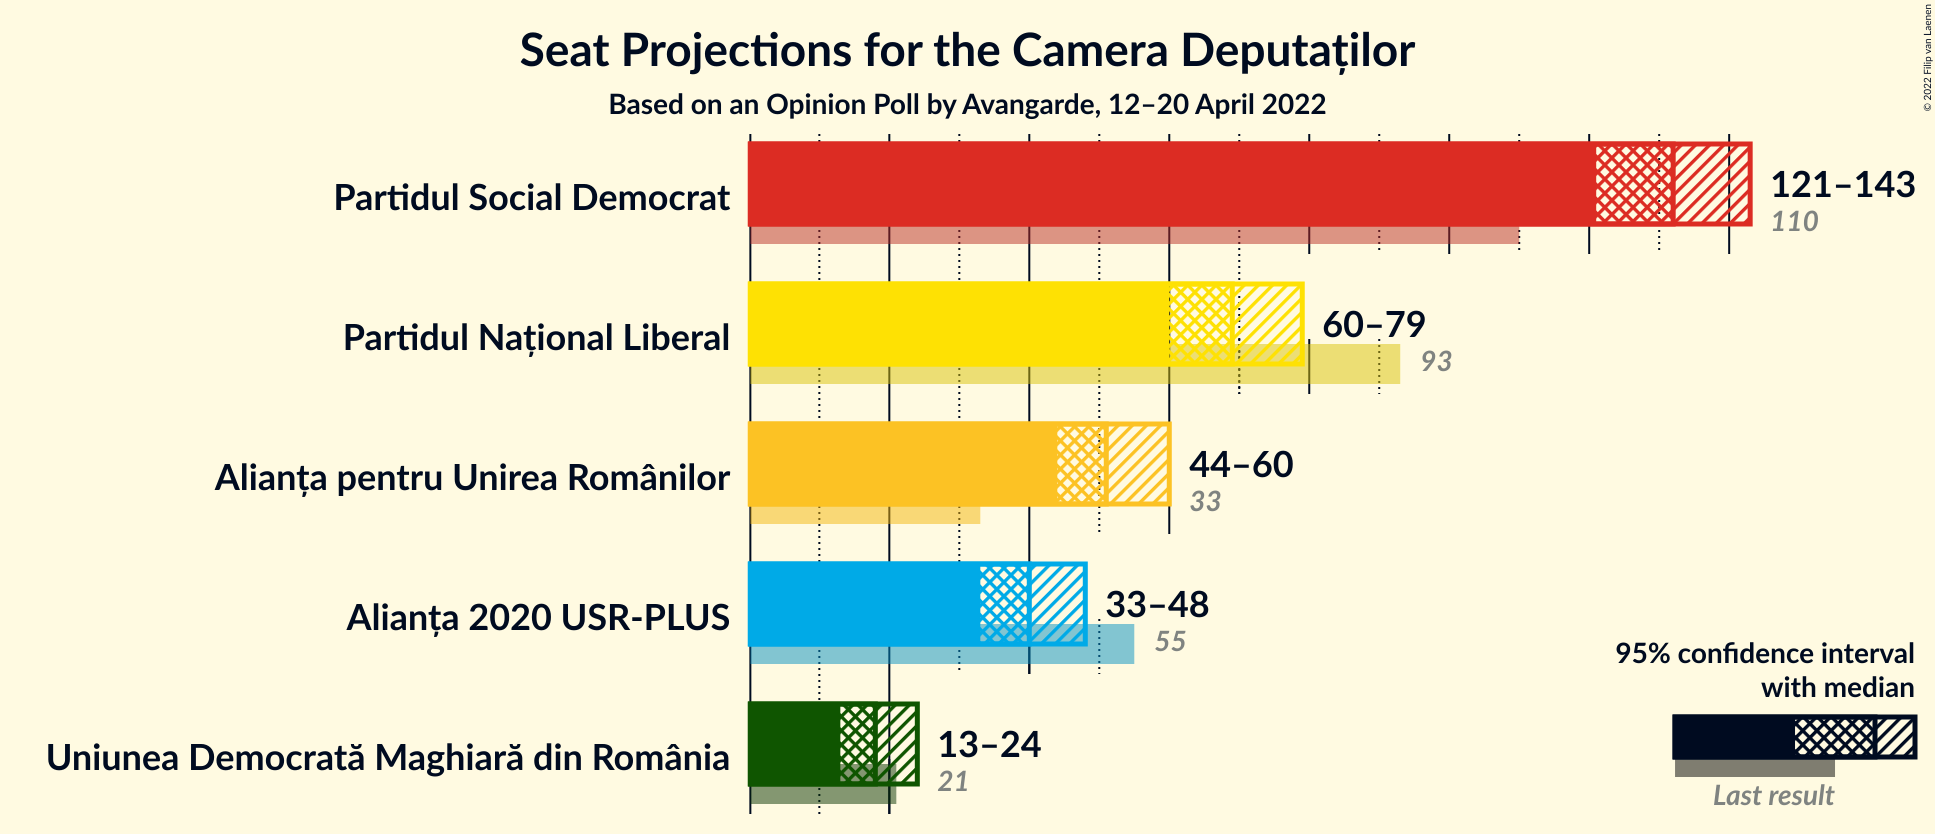 Seat Projections for the Camera Deputaților
Based on an Opinion Poll by Avangarde, 12–20 April 2022
© 2022 Filip van Laenen
Partidul Social Democrat
121–143
110
Partidul Național Liberal
60–79
93
Alianța pentru Unirea Românilor
44–60
33
Alianța 2020 USR-PLUS
33–48
55
Uniunea Democrată Maghiară din România
13–24
21
95% confidence interval
with median
Last result